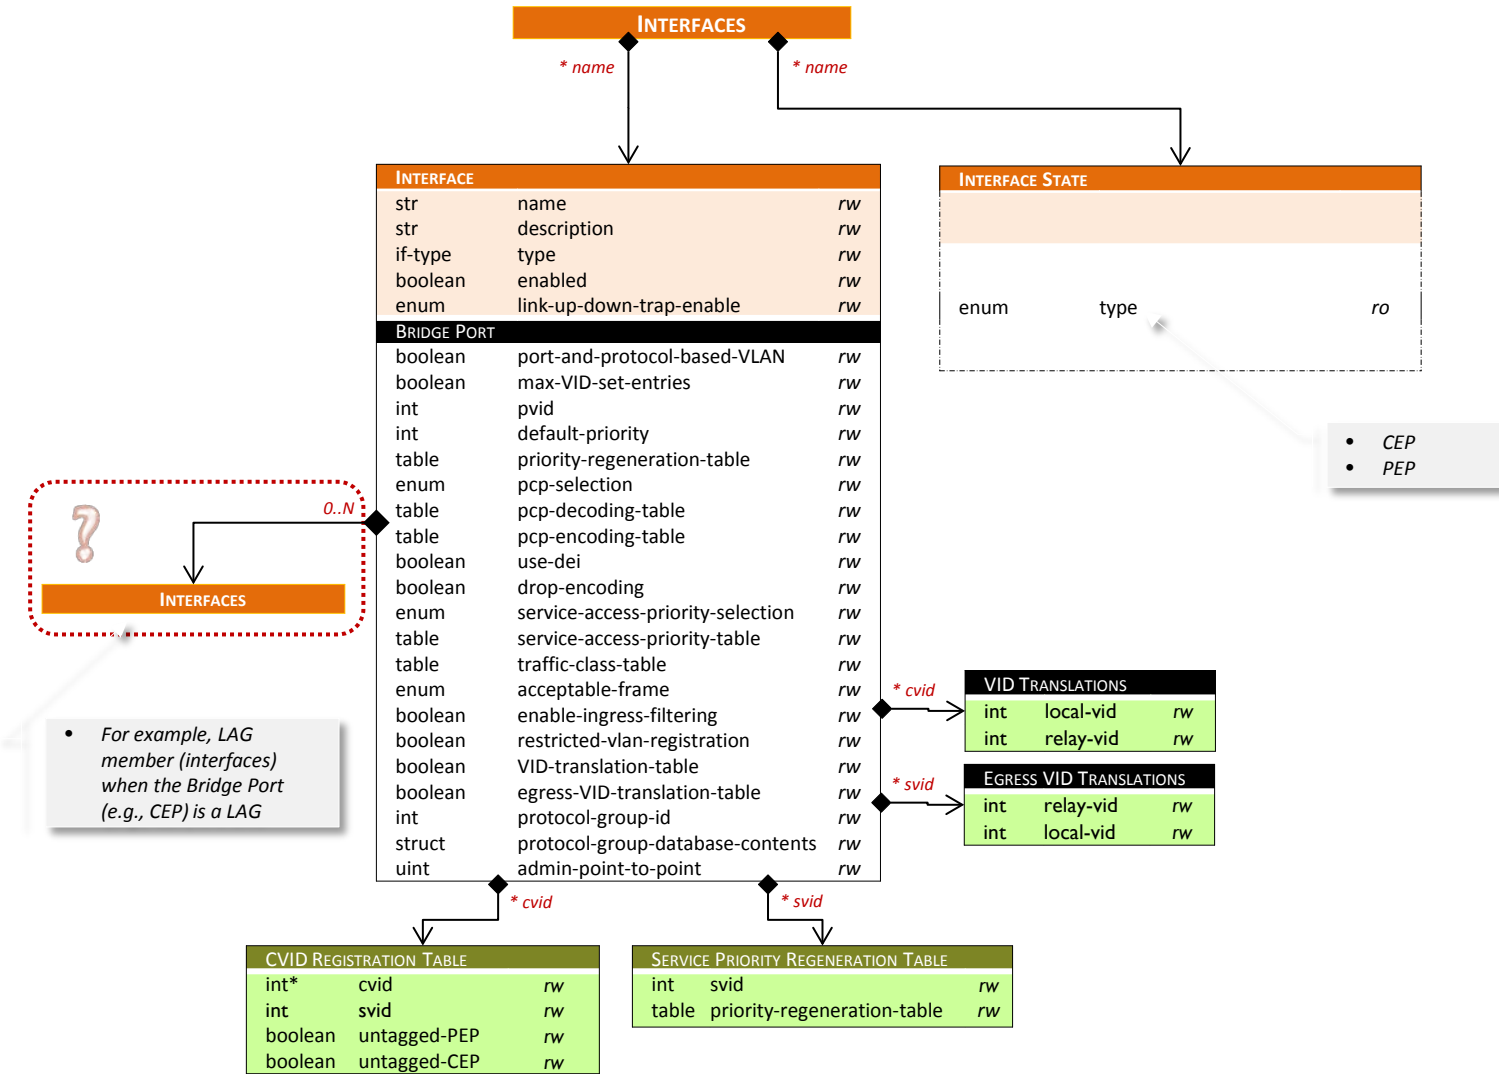 INTERFACES
* name
* name
INTERFACE
str name rw
str description rw
if-type type rw
boolean enabled rw
enum link-up-down-trap-enable rw
BRIDGE PORT
boolean port-and-protocol-based-VLAN rw
boolean max-VID-set-entries rw
int pvid rw
int default-priority rw
table priority-regeneration-table rw
enum pcp-selection rw
table pcp-decoding-table rw
table pcp-encoding-table rw
boolean use-dei rw
boolean drop-encoding rw
enum service-access-priority-selection rw
table service-access-priority-table rw
table traffic-class-table rw
enum acceptable-frame rw
boolean enable-ingress-filtering rw
boolean restricted-vlan-registration rw
boolean VID-translation-table rw
boolean egress-VID-translation-table rw
int protocol-group-id rw
struct protocol-group-database-contents rw
uint admin-point-to-point rw
INTERFACE STATE
enum type ro
• CEP
• PEP
?
0..N
INTERFACES
• For example, LAG
member (interfaces)
when the Bridge Port
(e.g., CEP) is a LAG
* cvid
VID TRANSLATIONS
int local-vid rw
int relay-vid rw
* svid
EGRESS VID TRANSLATIONS
int relay-vid rw
int local-vid rw
* cvid
CVID REGISTRATION TABLE
int* cvid rw
int svid rw
boolean untagged-PEP rw
boolean untagged-CEP rw
* svid
SERVICE PRIORITY REGENERATION TABLE
int svid rw
table priority-regeneration-table rw